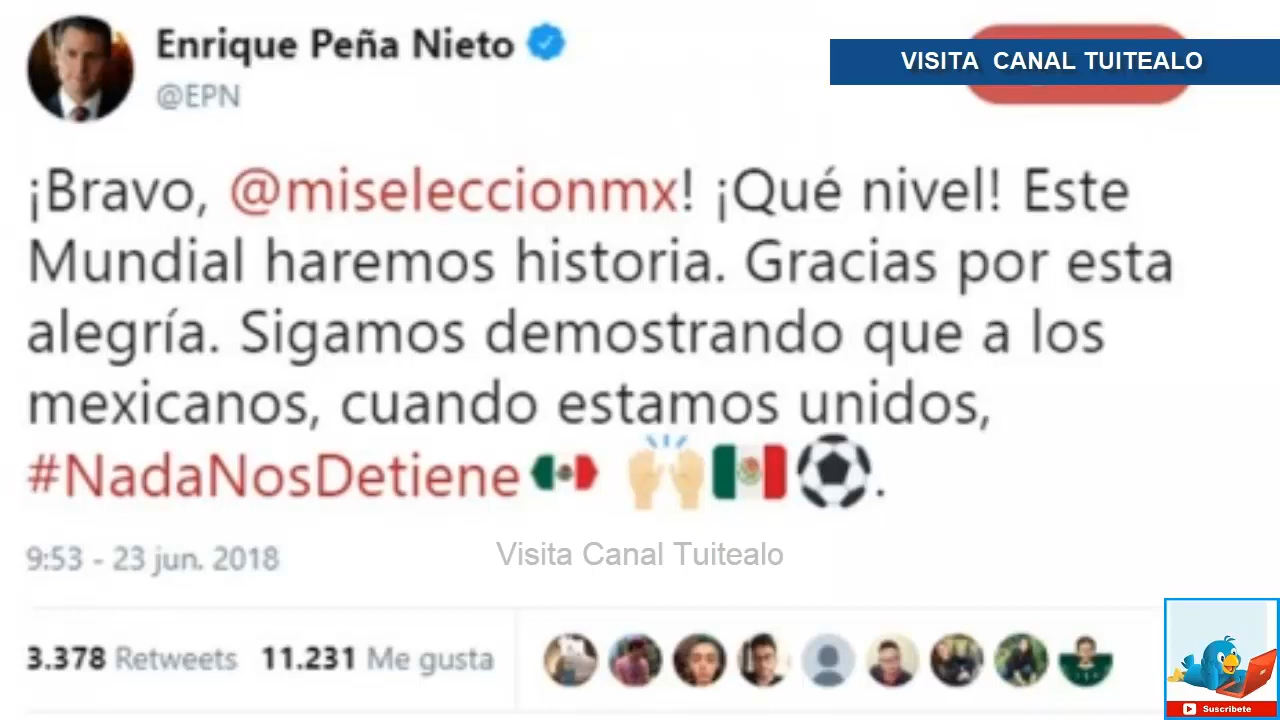 Enrique Peña Nieto
@EPN
VISITA CANAL TUITEALO
¡Bravo, @miseleccionmx! ¡Qué nivel! Este
Mundial haremos historia. Gracias por esta
alegría. Sigamos demostrando que a los
mexicanos, cuando estamos unidos,
#NadaNosDetiene🇲🇽 🙌🏼🇲🇽⚽.
9:53 - 23 jun. 2018
Visita Canal Tuitealo
3.378 Retweets 11.231 Me gusta
Suscribete